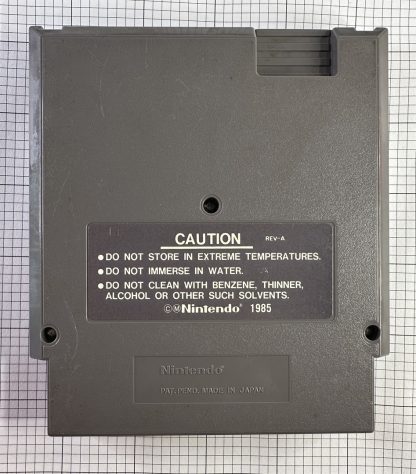 CAUTION REV-A
●DO NOT STORE IN EXTREME TEMPERATURES.
●DO NOT IMMERSE IN WATER.
●DO NOT CLEAN WITH BENZENE, THINNER,
ALCOHOL OR OTHER SUCH SOLVENTS.
©ⓂNintendo® 1985
Nintendo®
PAT. PEND. MADE IN JAPAN